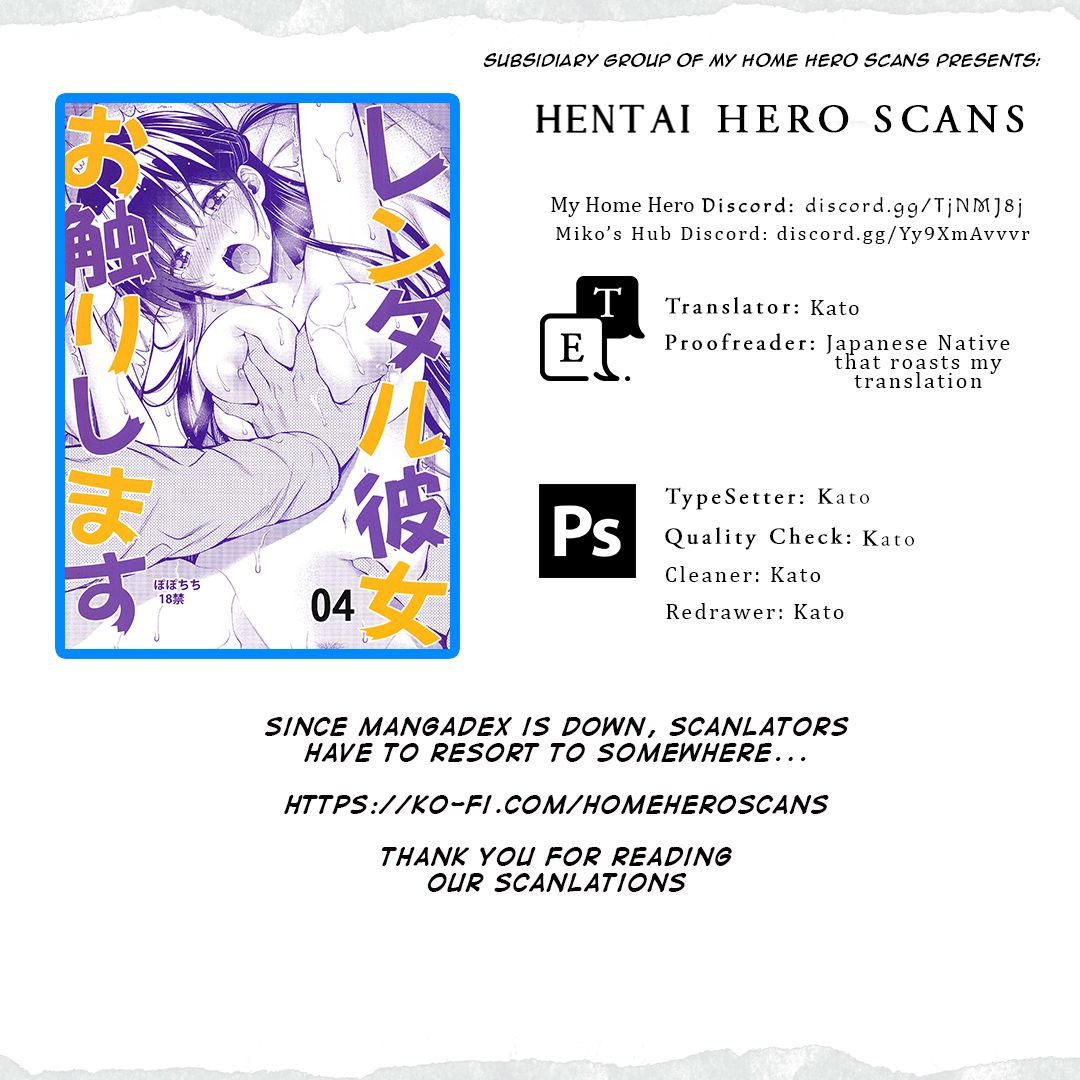 SUBSIDIARY GROUP OF MY HOME HERO SCANS PRESENTS:
HENTAI HERO SCANS
レンタル彼女
お触りします
ぽぽちち
18禁
04
My Home Hero Discord: discord.gg/TjNMJ8j
Miko's Hub Discord: discord.gg/Yy9XmAvvvr
T
E
Translator: Kato
Proofreader: Japanese Native
that roasts my
translation
Ps
TypeSetter: Kato
Quality Check: Kato
Cleaner: Kato
Redrawer: Kato
SINCE MANGADEX IS DOWN, SCANLATORS
HAVE TO RESORT TO SOMEWHERE...
HTTPS://KO-FI.COM/HOMEHEROSCANS
THANK YOU FOR READING
OUR SCANLATIONS